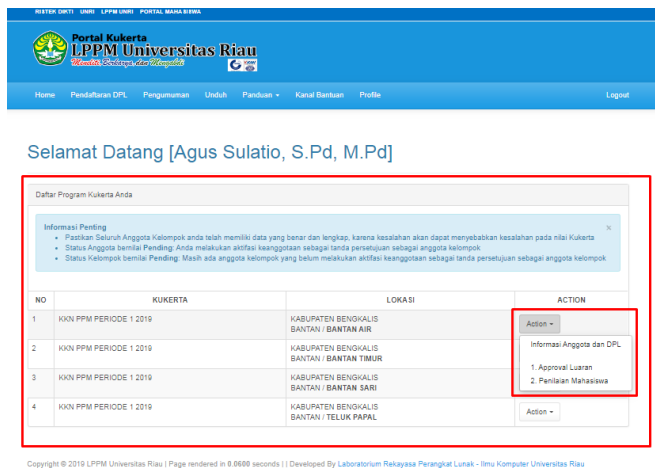 RISTEK DIKTI UNRI LPPM UNRI PORTAL MAHASISWA
Portal Kukerta
LPPM Universitas Riau
Home Pendaftaran DPL Pengumuman Unduh Panduan Kanal Bantuan Profile Logout
Selamat Datang [Agus Sulatio, S.Pd, M.Pd]
Daftar Program Kukerta Anda
Informasi Penting ×
• Pastikan Seluruh Anggota Kelompok anda telah memiliki data yang benar dan lengkap, karena kesalahan akan dapat menyebabkan kesalahan pada nilai Kukerta
• Status Anggota bernilai Pending: Anda melakukan aktifasi keanggotaan sebagai tanda persetujuan sebagai anggota kelompok
• Status Kelompok bernilai Pending: Masih ada anggota kelompok yang belum melakukan aktifasi keanggotaan sebagai tanda persetujuan sebagai anggota kelompok
NO KUKERTA LOKASI ACTION
1 KKN PPM PERIODE 1 2019 KABUPATEN BENGKALIS
BANTAN / BANTAN AIR
Action
Informasi Anggota dan DPL
1. Approval Luaran
2. Penilaian Mahasiswa
2 KKN PPM PERIODE 1 2019 KABUPATEN BENGKALIS
BANTAN / BANTAN TIMUR
3 KKN PPM PERIODE 1 2019 KABUPATEN BENGKALIS
BANTAN / BANTAN SARI
4 KKN PPM PERIODE 1 2019 KABUPATEN BENGKALIS
BANTAN / TELUK PAPAL
Action
Copyright © 2019 LPPM Universitas Riau | Page rendered in 0.0600 seconds | | Developed By Laboratorium Rekayasa Perangkat Lunak - Ilmu Komputer Universitas Riau